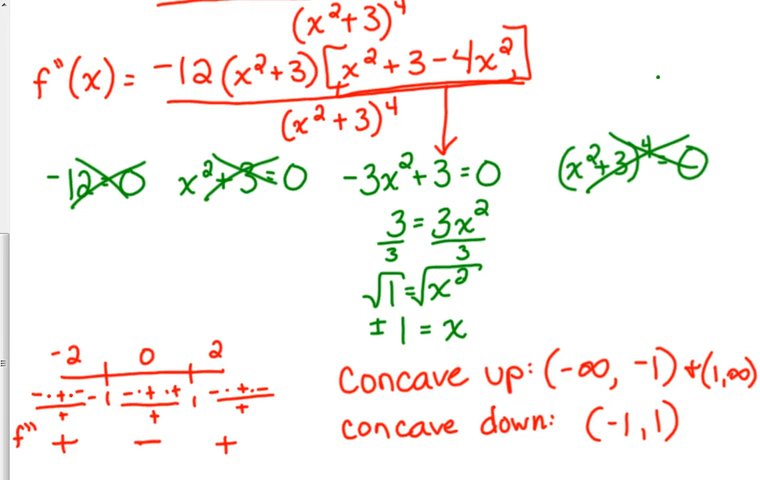 (x²+3)⁴
f"(x) = -12(x²+3)[x²+3-4x²]
(x²+3)⁴
-12=0 x²+3=0 -3x²+3=0 (x²+3)⁴=0
3 = 3x²
3 3
√1 = √x²
± 1 = x
-2 0 2
-·+·- -1 -·+·+ 1 -·+·-
+ + +
f" + - +
Concave up: (-∞, -1) + (1,∞)
concave down: (-1,1)